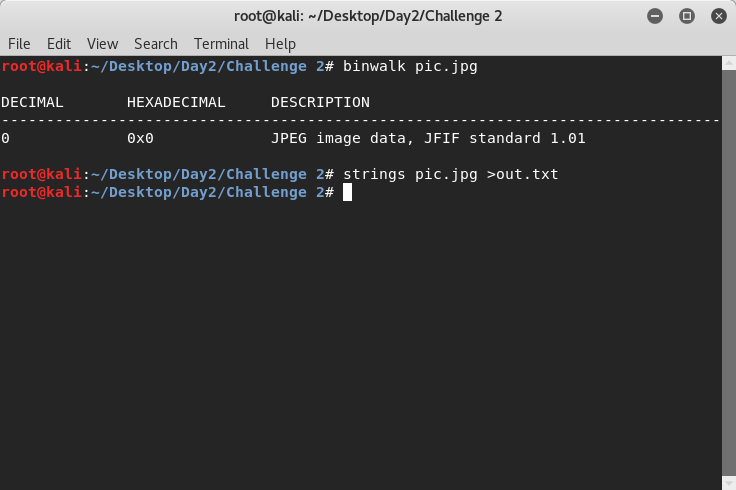 root@kali: ~/Desktop/Day2/Challenge 2
File Edit View Search Terminal Help
root@kali:~/Desktop/Day2/Challenge 2# binwalk pic.jpg
DECIMAL       HEXADECIMAL     DESCRIPTION
--------------------------------------------------------------------------------
0             0x0             JPEG image data, JFIF standard 1.01
root@kali:~/Desktop/Day2/Challenge 2# strings pic.jpg >out.txt
root@kali:~/Desktop/Day2/Challenge 2#